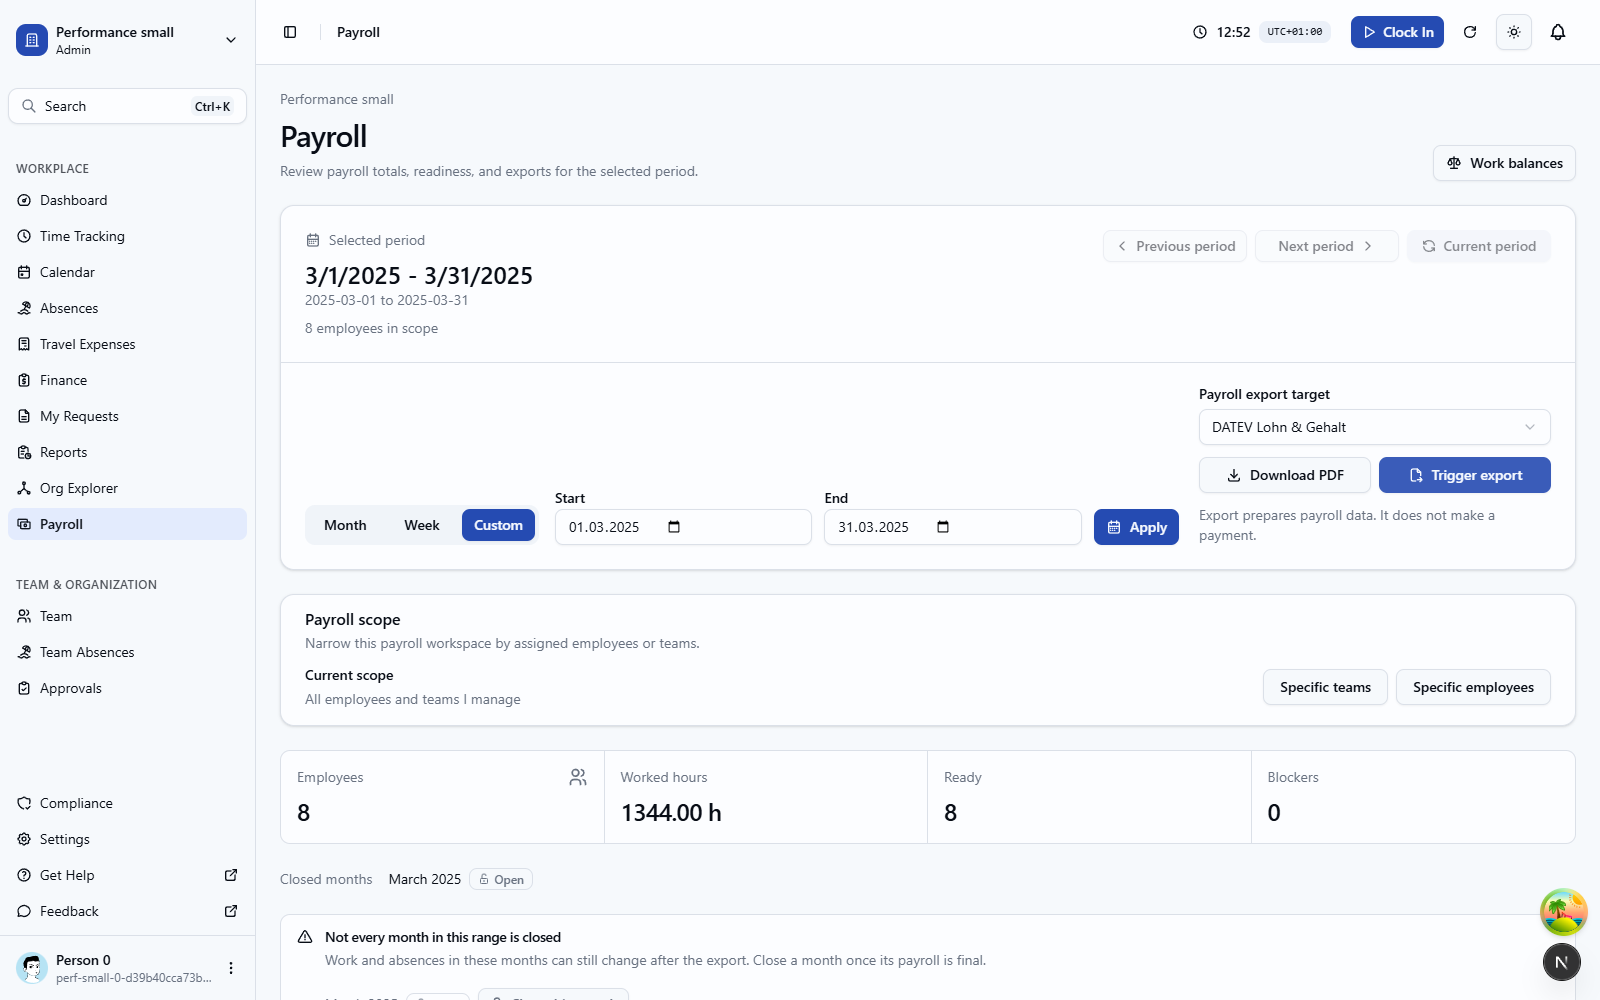 Performance small
Admin
Search
Ctrl+K
WORKPLACE
Dashboard
Time Tracking
Calendar
Absences
Travel Expenses
Finance
My Requests
Reports
Org Explorer
Payroll
TEAM & ORGANIZATION
Team
Team Absences
Approvals
Compliance
Settings
Get Help
Feedback
Person 0
perf-small-0-d39b40cca73b...
Payroll
12:52
UTC+01:00
Clock In
Performance small
Payroll
Review payroll totals, readiness, and exports for the selected period.
Work balances
Selected period
3/1/2025 - 3/31/2025
2025-03-01 to 2025-03-31
8 employees in scope
Previous period
Next period
Current period
Payroll export target
DATEV Lohn & Gehalt
Download PDF
Trigger export
Export prepares payroll data. It does not make a
payment.
Month
Week
Custom
Start
01.03.2025
End
31.03.2025
Apply
Payroll scope
Narrow this payroll workspace by assigned employees or teams.
Current scope
All employees and teams I manage
Specific teams
Specific employees
Employees
8
Worked hours
1344.00 h
Ready
8
Blockers
0
Closed months
March 2025
Open
Not every month in this range is closed
Work and absences in these months can still change after the export. Close a month once its payroll is final.
N